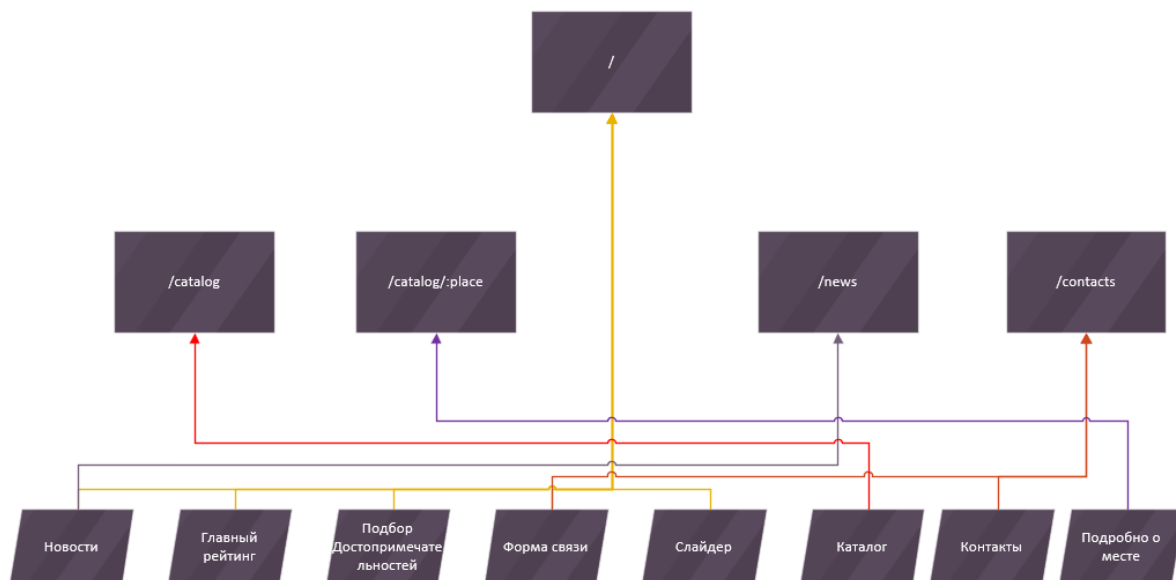 /
/catalog
/catalog/:place
/news
/contacts
Новости
Главный
рейтинг
Подбор
Достопримечате
льностей
Форма связи
Слайдер
Каталог
Контакты
Подробно о
месте